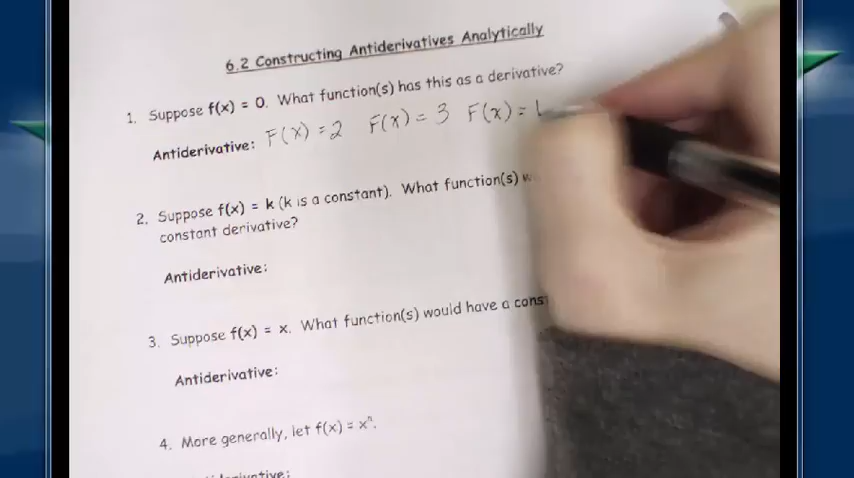 6.2 Constructing Antiderivatives Analytically
1. Suppose f(x) = 0. What function(s) has this as a derivative?
Antiderivative: F(x) = 2 F(x) = 3 F(x) =
2. Suppose f(x) = k (k is a constant). What function(s)
constant derivative?
Antiderivative:
3. Suppose f(x) = x. What function(s) would have a
Antiderivative:
4. More generally, let f(x) = xⁿ.